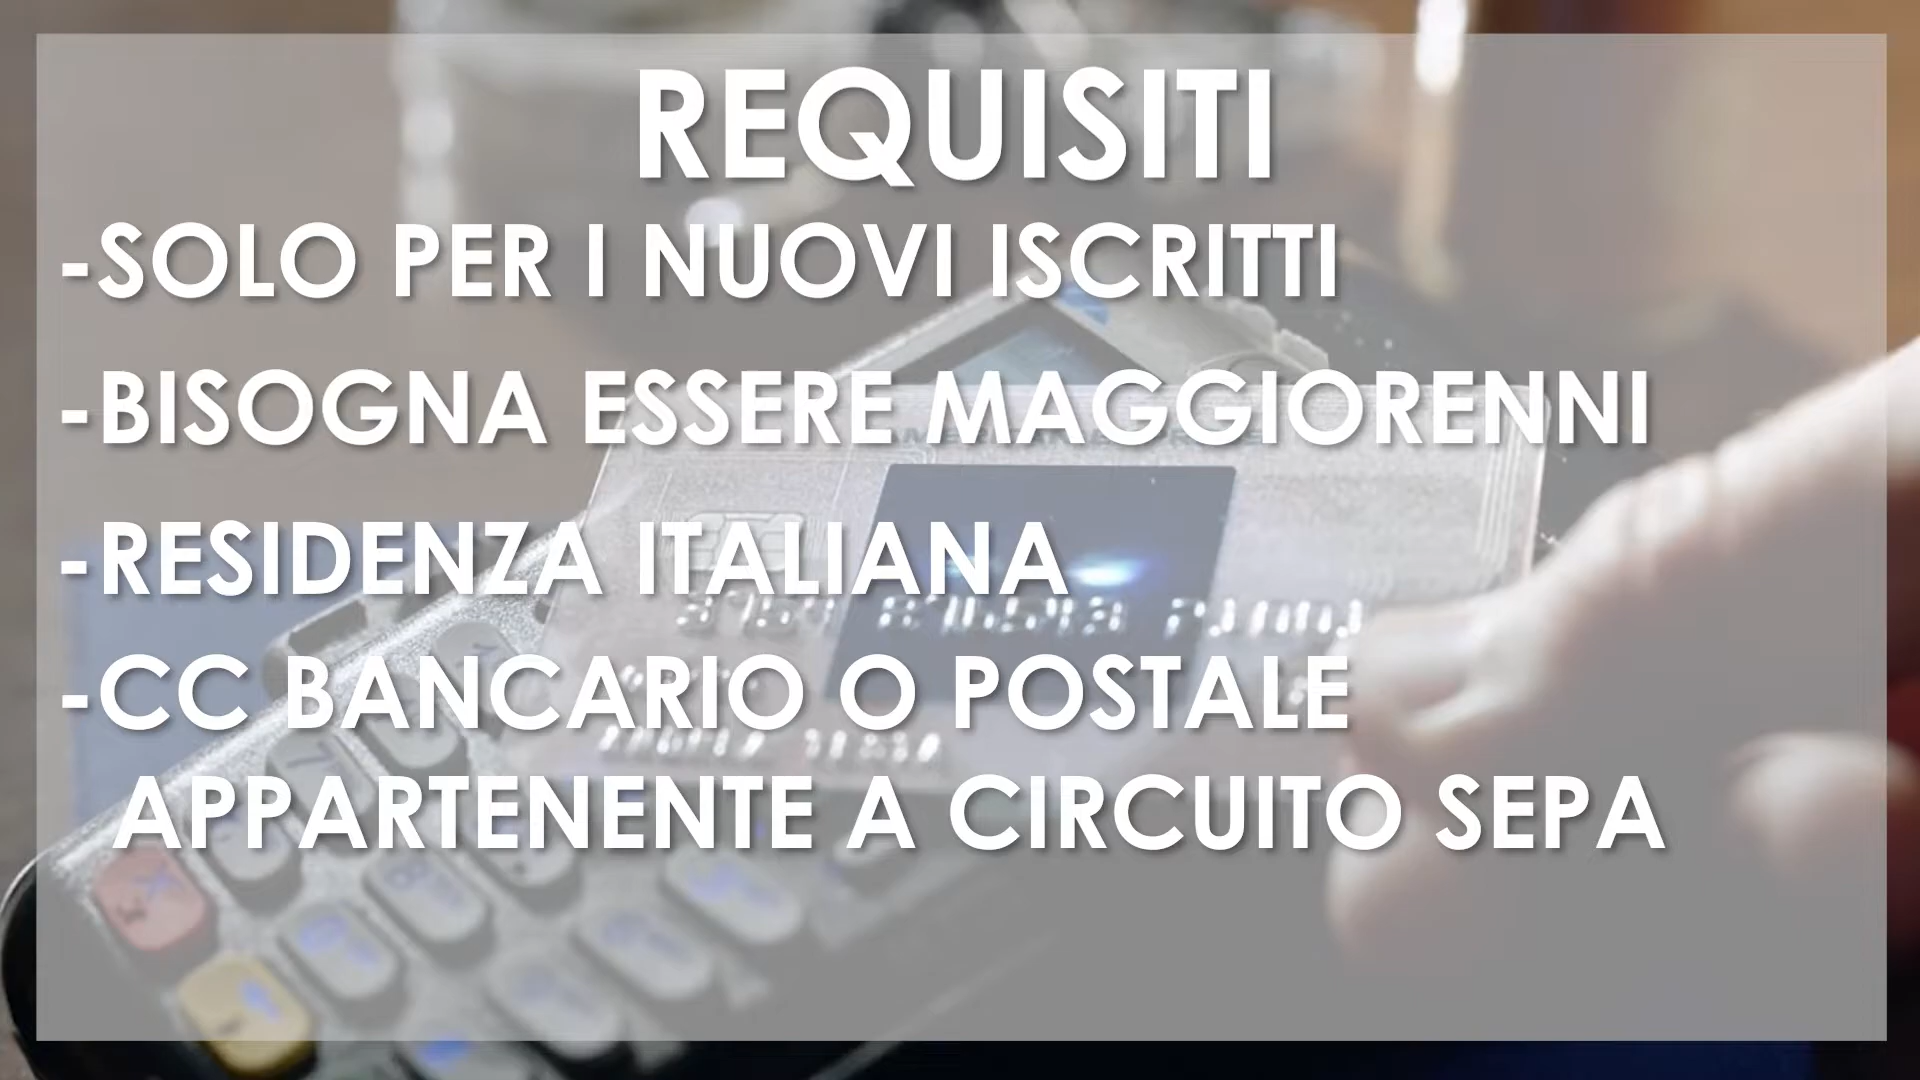 REQUISITI
-SOLO PER I NUOVI ISCRITTI
-BISOGNA ESSERE MAGGIORENNI
-RESIDENZA ITALIANA
-CC BANCARIO O POSTALE
APPARTENENTE A CIRCUITO SEPA